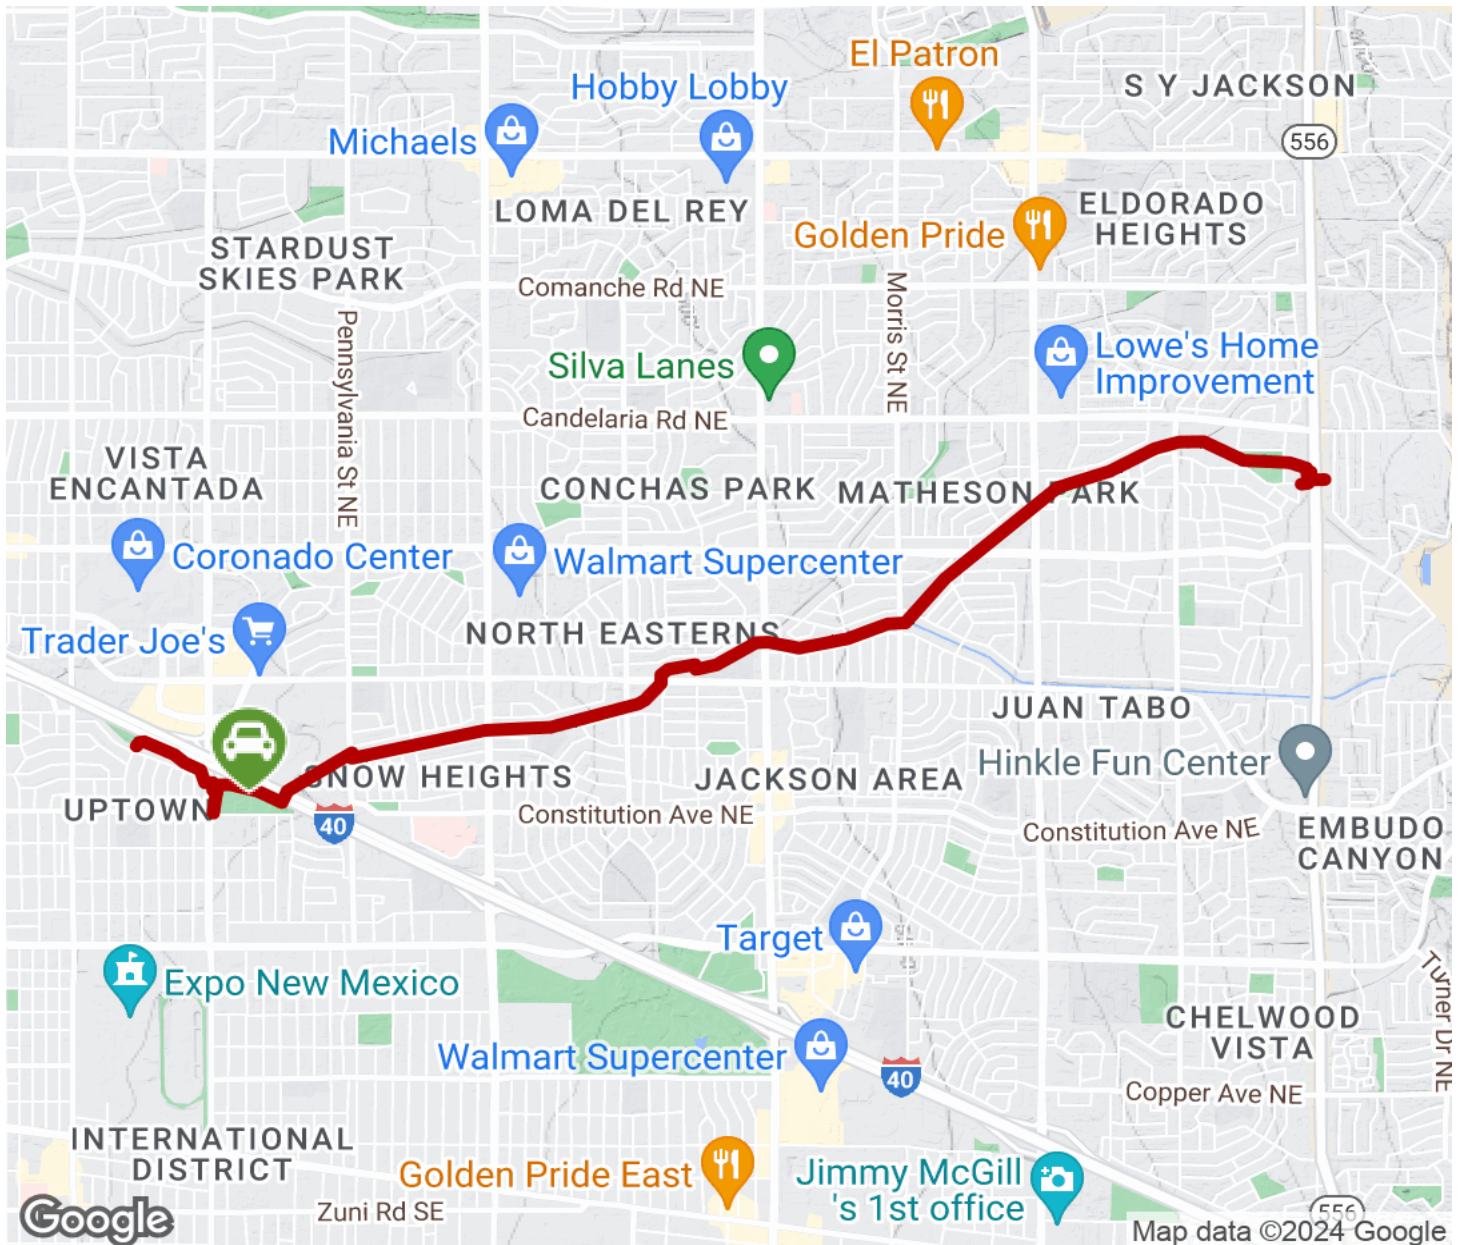 El Patron
Hobby Lobby
S Y JACKSON
Michaels
556
LOMA DEL REY
ELDORADO
HEIGHTS
Golden Pride
STARDUST
SKIES PARK
Comanche Rd NE
Morris St NE
Pennsylvania St NE
Silva Lanes
Lowe's Home
Improvement
Candelaria Rd NE
VISTA
ENCANTADA
CONCHAS PARK
MATHESON PARK
Coronado Center
Walmart Supercenter
Trader Joe's
NORTH EASTERNS
JUAN TABO
SNOW HEIGHTS
JACKSON AREA
Hinkle Fun Center
UPTOWN
40
Constitution Ave NE
Constitution Ave NE
EMBUDO
CANYON
Target
Expo New Mexico
Turner Dr NE
CHELWOOD
VISTA
Walmart Supercenter
40
Copper Ave NE
INTERNATIONAL
DISTRICT
Golden Pride East
Jimmy McGill
's 1st office
Zuni Rd SE
556
Google
Map data ©2024 Google